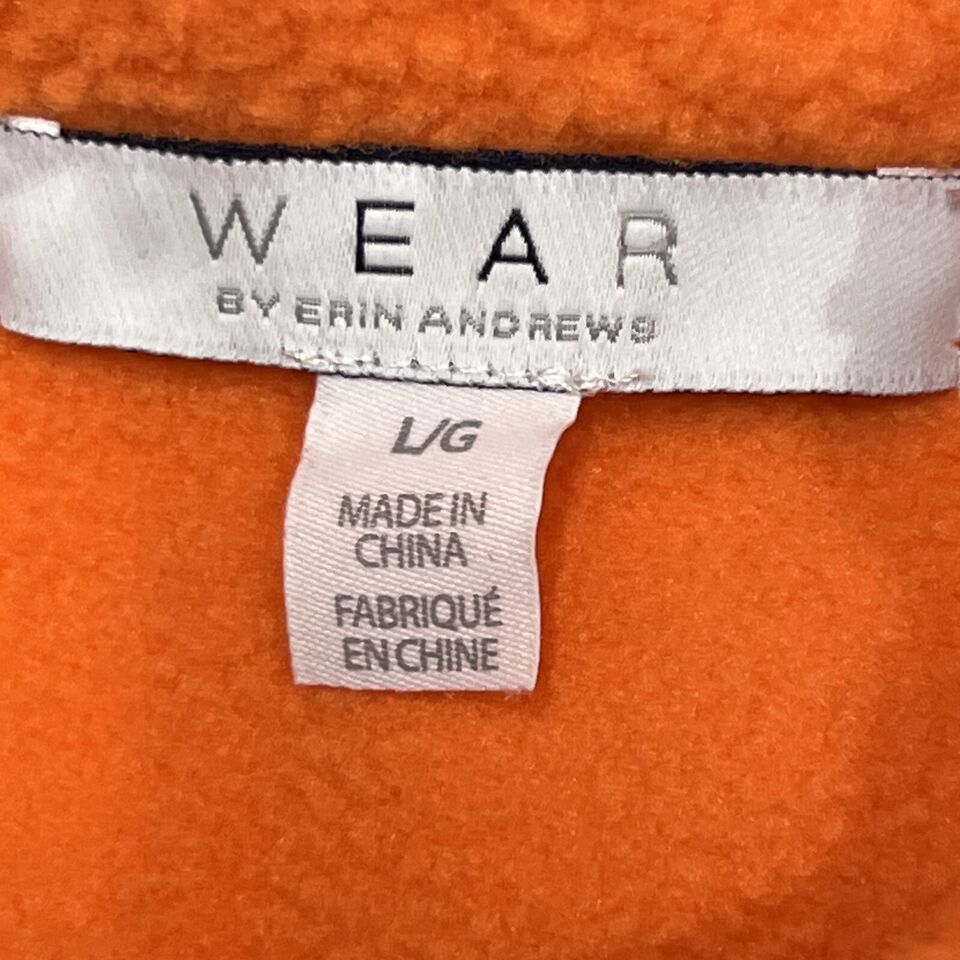 WEAR
BY ERIN ANDREWS
L/G
MADE IN
CHINA
FABRIQUÉ
EN CHINE